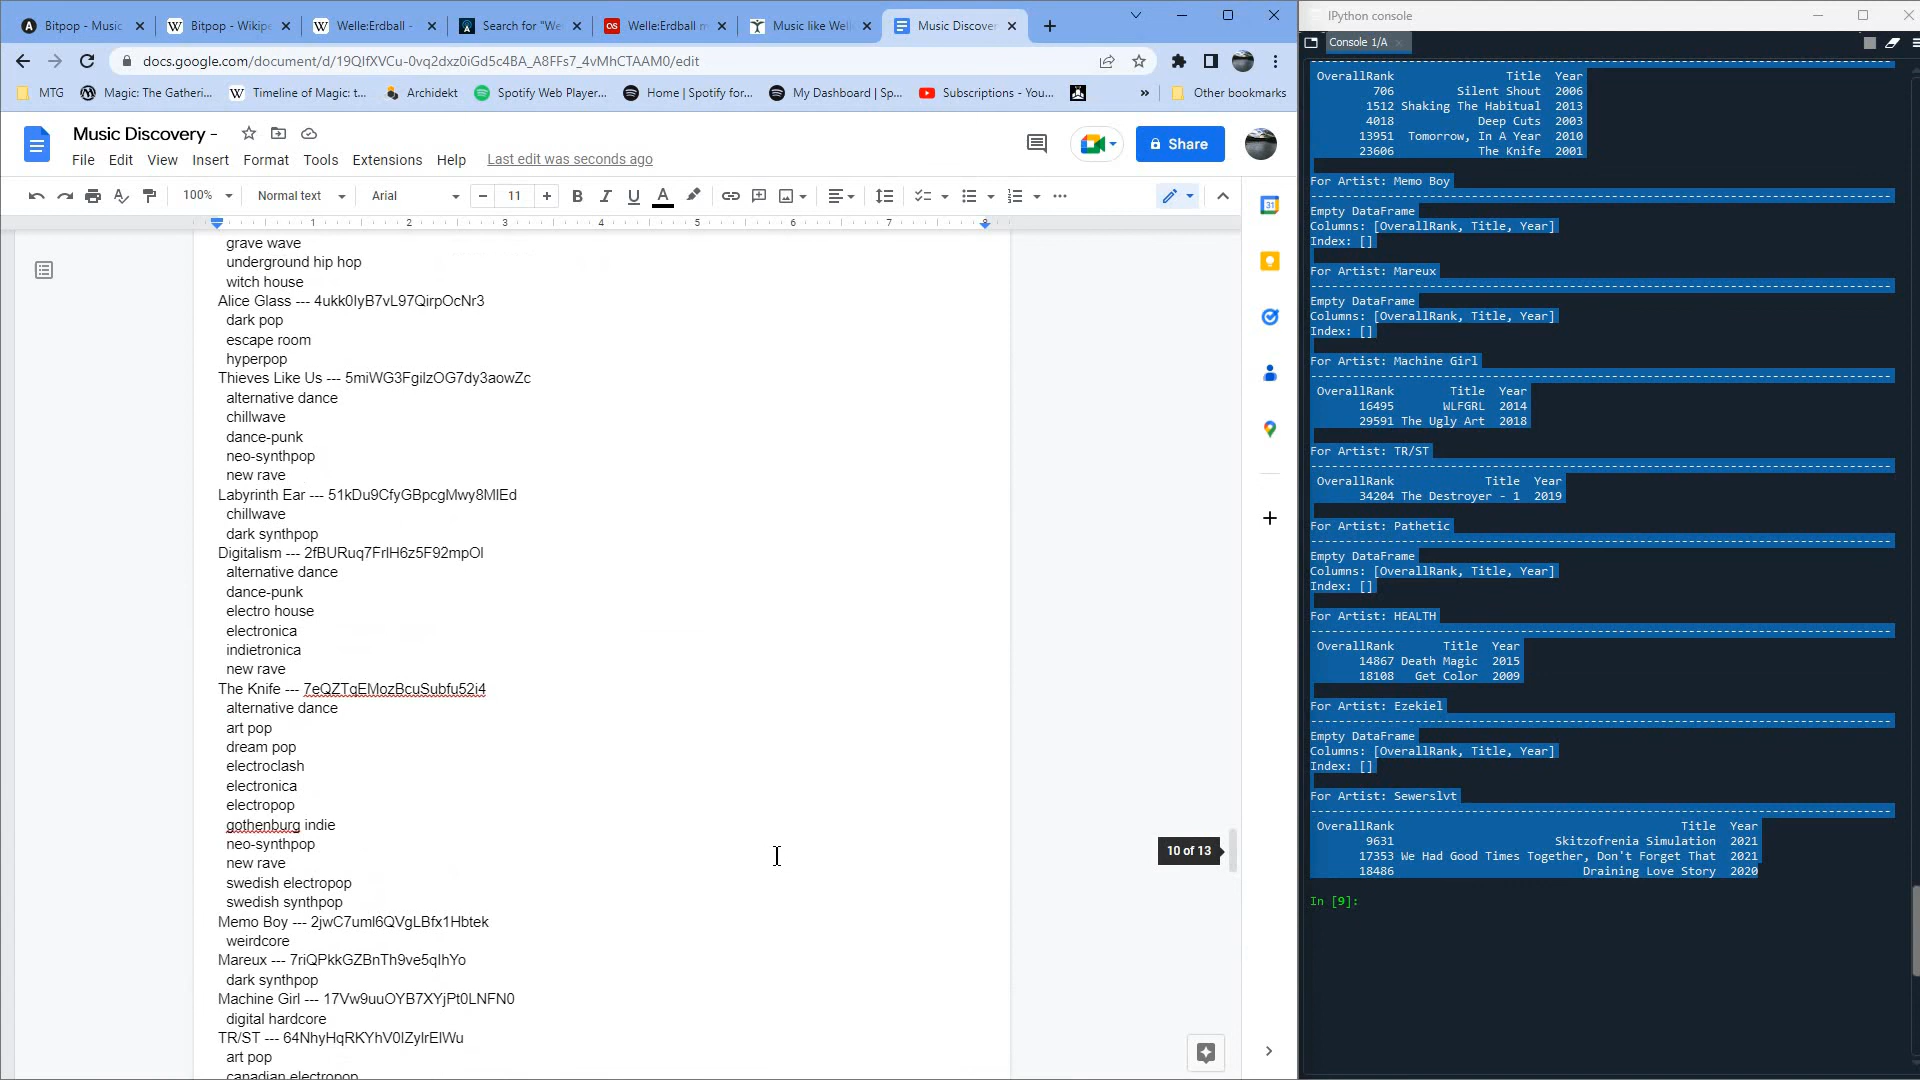 Bitpop - Music
Bitpop - Wikipe
Welle:Erdball -
Search for "We
Welle:Erdball m
Music like Well
Music Discover
docs.google.com/document/d/19QIfXVCu-0vq2dxz0iGd5c4BA_A8FFs7_4vMhCTAAM0/edit
MTG
Magic: The Gatheri...
Timeline of Magic: t...
Archidekt
Spotify Web Player...
Home | Spotify for...
My Dashboard | Sp...
Subscriptions - You...
Other bookmarks
Music Discovery -
File Edit View Insert Format Tools Extensions Help Last edit was seconds ago
Share
100% Normal text Arial 11
1 2 3 4 5 6 7 8
grave wave
underground hip hop
witch house
Alice Glass --- 4ukk0IyB7vL97QirpOcNr3
dark pop
escape room
hyperpop
Thieves Like Us --- 5miWG3FgilzOG7dy3aowZc
alternative dance
chillwave
dance-punk
neo-synthpop
new rave
Labyrinth Ear --- 51kDu9CfyGBpcgMwy8MlEd
chillwave
dark synthpop
Digitalism --- 2fBURuq7FrlH6z5F92mpOl
alternative dance
dance-punk
electro house
electronica
indietronica
new rave
The Knife --- 7eQZTqEMozBcuSubfu52i4
alternative dance
art pop
dream pop
electroclash
electronica
electropop
gothenburg indie
neo-synthpop
new rave
swedish electropop
swedish synthpop
Memo Boy --- 2jwC7uml6QVgLBfx1Hbtek
weirdcore
Mareux --- 7riQPkkGZBnTh9ve5qIhYo
dark synthpop
Machine Girl --- 17Vw9uuOYB7XYjPt0LNFN0
digital hardcore
TR/ST --- 64NhyHqRKYhV0IZylrElWu
art pop
canadian electropop
10 of 13
31
IPython console
Console 1/A
OverallRank Title Year
706 Silent Shout 2006
1512 Shaking The Habitual 2013
4018 Deep Cuts 2003
13951 Tomorrow, In A Year 2010
23606 The Knife 2001
For Artist: Memo Boy
Empty DataFrame
Columns: [OverallRank, Title, Year]
Index: []
For Artist: Mareux
Empty DataFrame
Columns: [OverallRank, Title, Year]
Index: []
For Artist: Machine Girl
OverallRank Title Year
16495 WLFGRL 2014
29591 The Ugly Art 2018
For Artist: TR/ST
OverallRank Title Year
34204 The Destroyer - 1 2019
For Artist: Pathetic
Empty DataFrame
Columns: [OverallRank, Title, Year]
Index: []
For Artist: HEALTH
OverallRank Title Year
14867 Death Magic 2015
18108 Get Color 2009
For Artist: Ezekiel
Empty DataFrame
Columns: [OverallRank, Title, Year]
Index: []
For Artist: Sewerslvt
OverallRank Title Year
9631 Skitzofrenia Simulation 2021
17353 We Had Good Times Together, Don't Forget That 2021
18486 Draining Love Story 2020
In [9]: